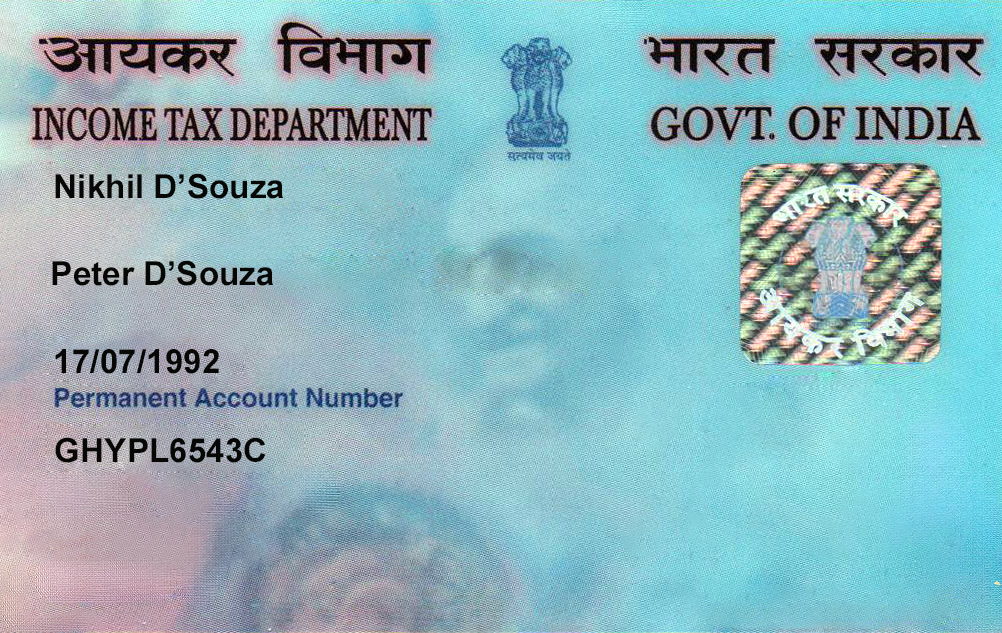 आयकर विभाग
भारत सरकार
INCOME TAX DEPARTMENT
GOVT. OF INDIA
सत्यमेव जयते
Nikhil D’Souza
Peter D’Souza
17/07/1992
Permanent Account Number
GHYPL6543C
भारत सरकार
आयकर विभाग